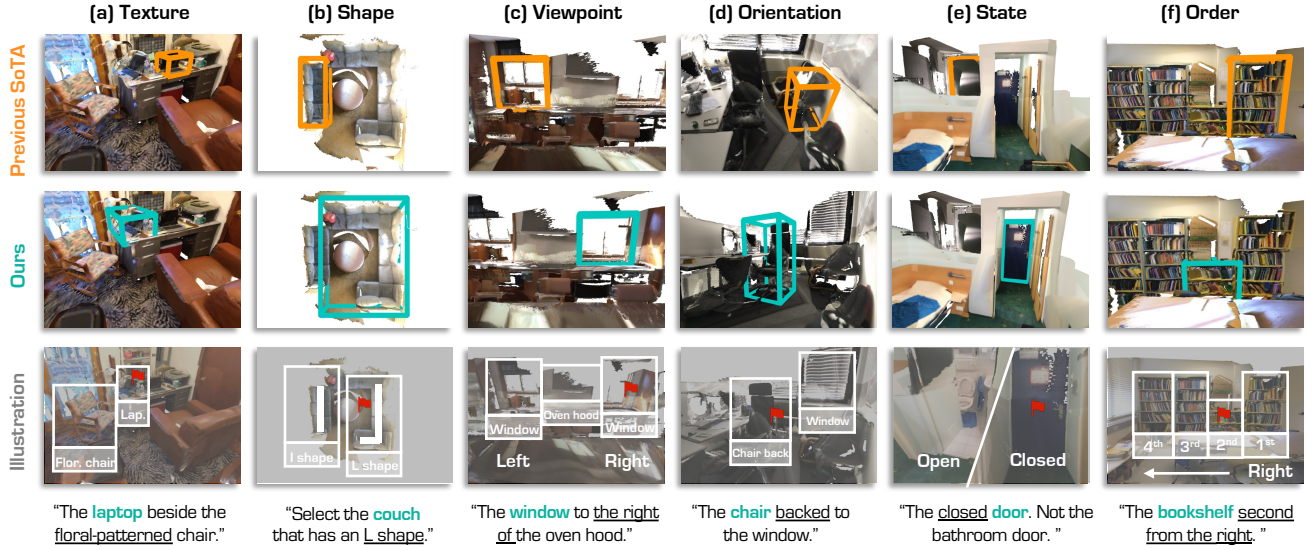 (a) Texture
(b) Shape
(c) Viewpoint
(d) Orientation
(e) State
(f) Order
Previous SoTA
Ours
Illustration
Lap.
Flor. chair
I shape
L shape
Oven hood
Window
Window
Left
Right
Window
Chair back
Open
Closed
4th
3rd
2nd
1st
Right
“The laptop beside the
floral-patterned chair.”
“Select the couch
that has an L shape.”
“The window to the right
of the oven hood.”
“The chair backed to
the window.”
“The closed door. Not the
bathroom door. ”
“The bookshelf second
from the right. ”